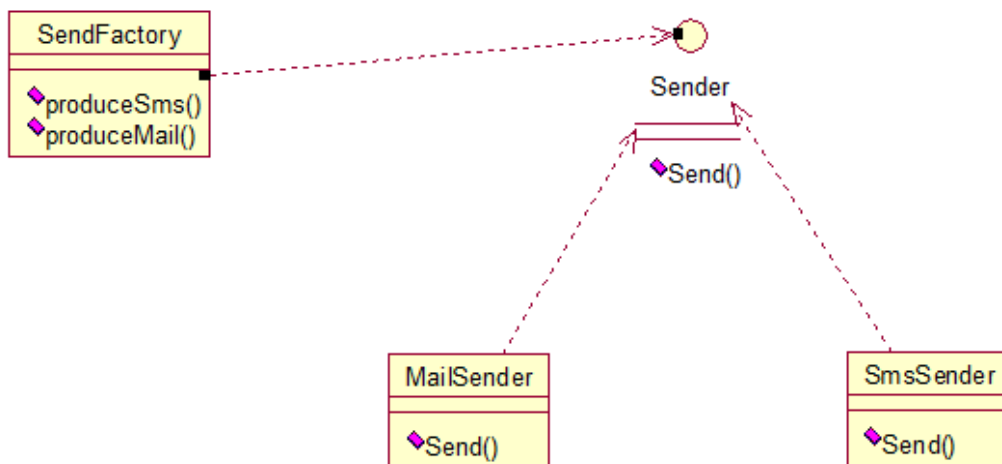 SendFactory
produceSms()
produceMail()
Sender
Send()
MailSender
Send()
SmsSender
Send()